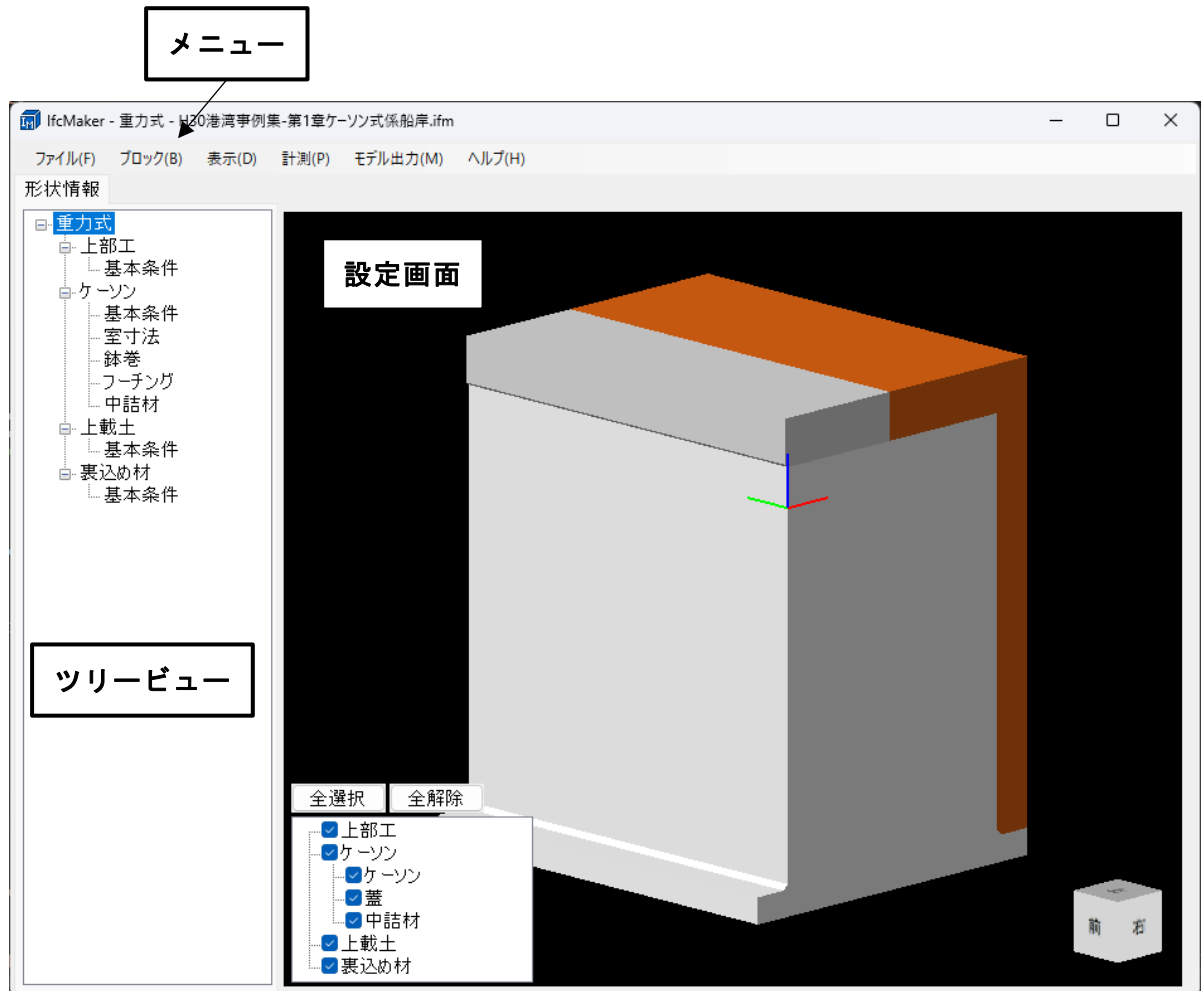 メニュー
IfcMaker - 重力式 - H30港湾事例集-第1章ケーソン式係船岸.ifm
ファイル(F) ブロック(B) 表示(D) 計測(P) モデル出力(M) ヘルプ(H)
形状情報
重力式
上部工
基本条件
ケーソン
基本条件
室寸法
鉢巻
フーチング
中詰材
上載土
基本条件
裏込め材
基本条件
ツリービュー
設定画面
全選択 全解除
上部工
ケーソン
ケーソン
蓋
中詰材
上載土
裏込め材
前 右